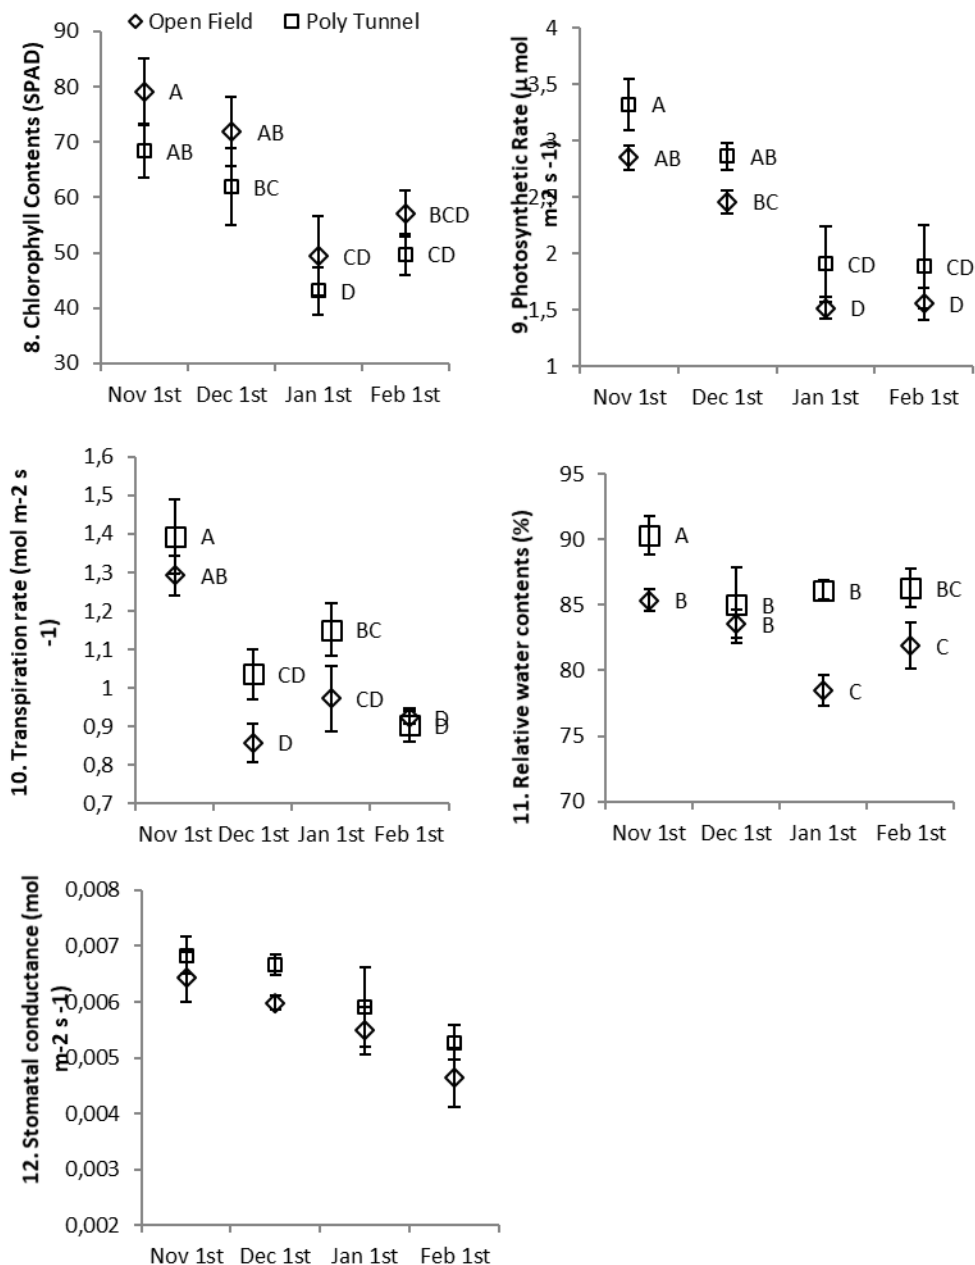 Open Field Poly Tunnel
8. Chlorophyll Contents (SPAD)
90
80
70
60
50
40
30
A
AB
AB
BC
CD
D
BCD
CD
Nov 1st Dec 1st Jan 1st Feb 1st
9. Photosynthetic Rate (µ mol
m-2 s -1)
4
3,5
3
2,5
2
1,5
1
A
AB
AB
BC
CD
D
CD
D
Nov 1st Dec 1st Jan 1st Feb 1st
10. Transpiration rate (mol m-2 s
-1)
1,6
1,5
1,4
1,3
1,2
1,1
1
0,9
0,8
0,7
A
AB
CD
D
BC
CD
D
D
Nov 1st Dec 1st Jan 1st Feb 1st
11. Relative water contents (%)
95
90
85
80
75
70
A
B
B
B
B
C
BC
C
Nov 1st Dec 1st Jan 1st Feb 1st
12. Stomatal conductance (mol
m-2 s -1)
0,008
0,007
0,006
0,005
0,004
0,003
0,002
Nov 1st Dec 1st Jan 1st Feb 1st